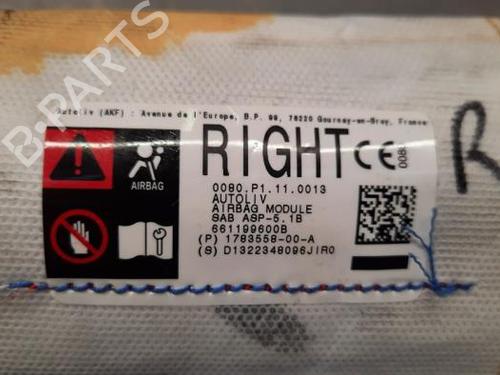 B-PARTS
Autoliv (AKF) : Avenue de l'Europe, B.P. 99, 76220 Gournay-en-Bray, France
RIGHT CE
0080
AIRBAG
0080.P1.11.0013
AUTOLIV
AIRBAG MODULE
SAB ASP-5.1B
661199600B
(P) 1783558-00-A
(S) D1322348096JIR0
R